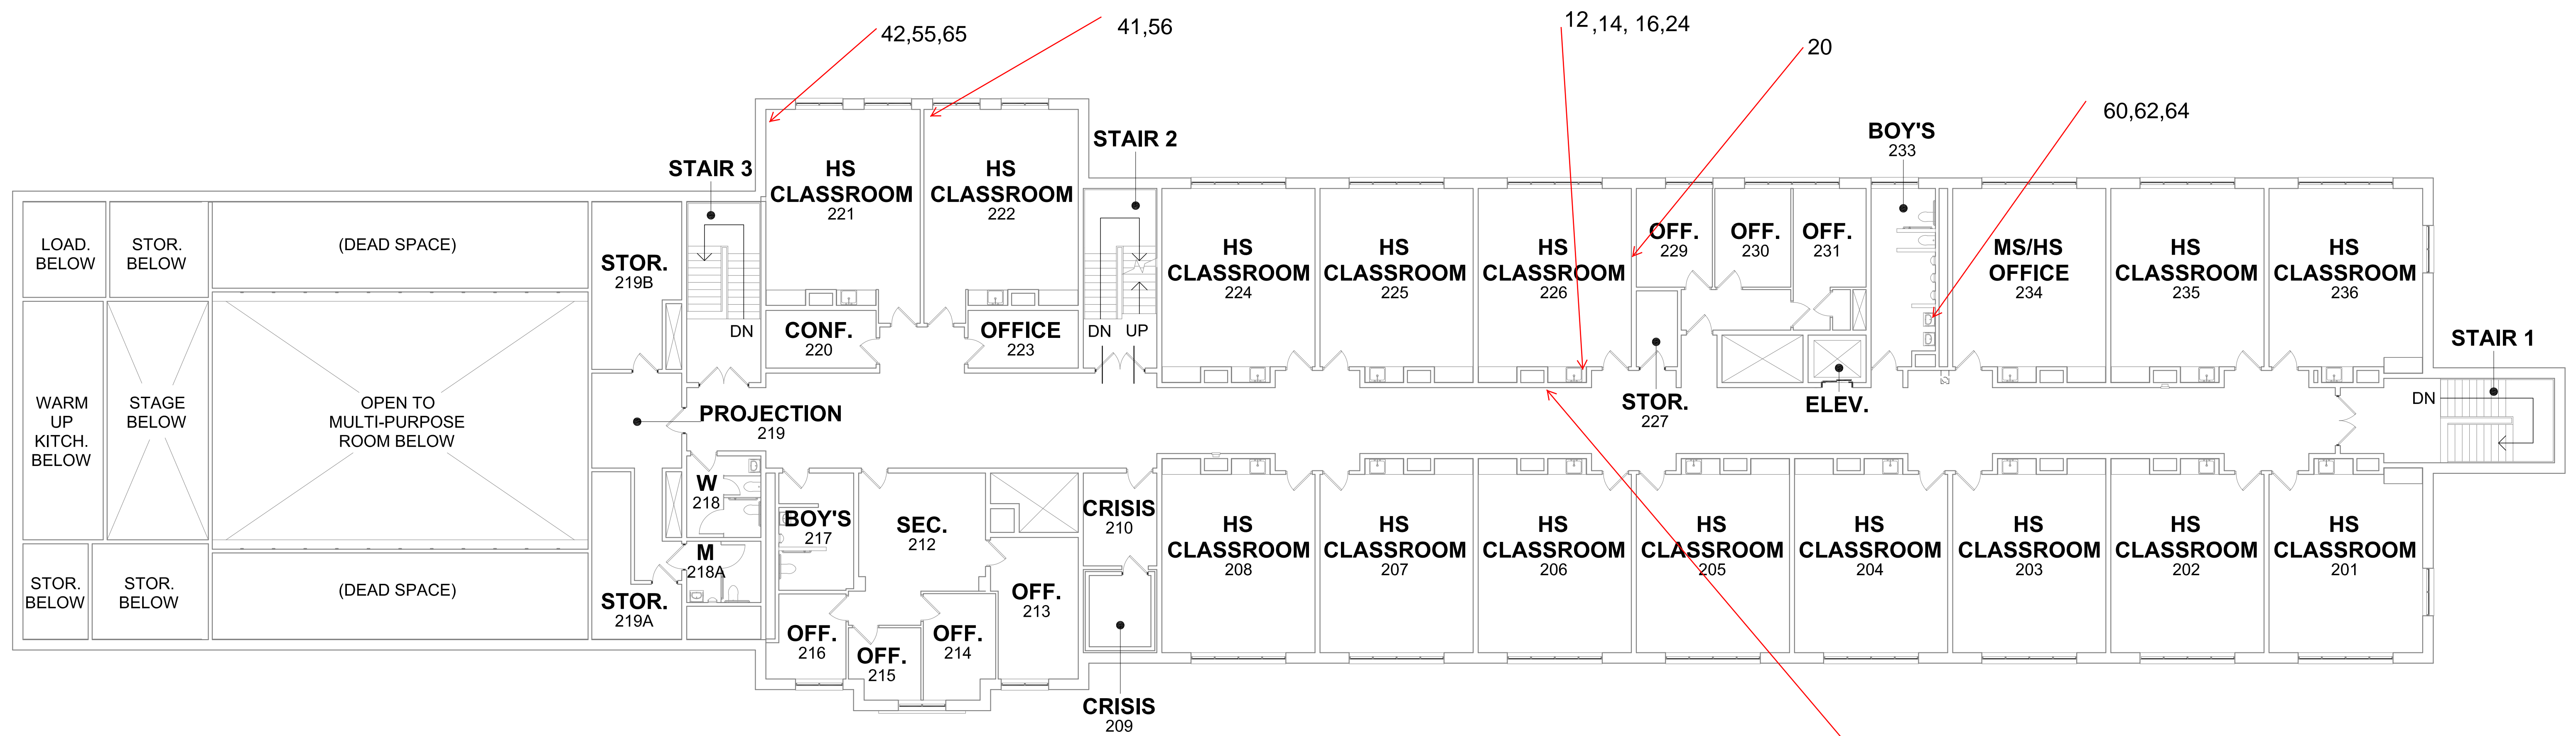 42,55,65
41,56
12 ,14, 16,24
20
60,62,64
BOY'S
233
STAIR 2
STAIR 3
HS
CLASSROOM
221
HS
CLASSROOM
222
LOAD.
BELOW
STOR.
BELOW
(DEAD SPACE)
STOR.
219B
HS
CLASSROOM
224
HS
CLASSROOM
225
HS
CLASSROOM
226
OFF.
229
OFF.
230
OFF.
231
MS/HS
OFFICE
234
HS
CLASSROOM
235
HS
CLASSROOM
236
DN
CONF.
220
OFFICE
223
DN
UP
STAIR 1
WARM
UP
KITCH.
BELOW
STAGE
BELOW
OPEN TO
MULTI-PURPOSE
ROOM BELOW
PROJECTION
219
STOR.
227
ELEV.
DN
W
218
BOY'S
217
SEC.
212
CRISIS
210
HS
CLASSROOM
208
HS
CLASSROOM
207
HS
CLASSROOM
206
HS
CLASSROOM
205
HS
CLASSROOM
204
HS
CLASSROOM
203
HS
CLASSROOM
202
HS
CLASSROOM
201
STOR.
BELOW
STOR.
BELOW
(DEAD SPACE)
STOR.
219A
M
218A
OFF.
213
OFF.
216
OFF.
215
OFF.
214
CRISIS
209